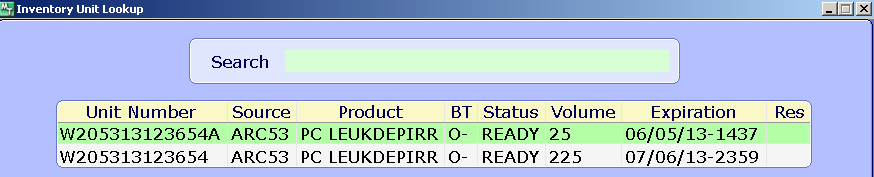 Inventory Unit Lookup
Search
Unit Number Source Product BT Status Volume Expiration Res
W205313123654A ARC53 PC LEUKDEPIRR O- READY 25 06/05/13-1437
W205313123654 ARC53 PC LEUKDEPIRR O- READY 225 07/06/13-2359